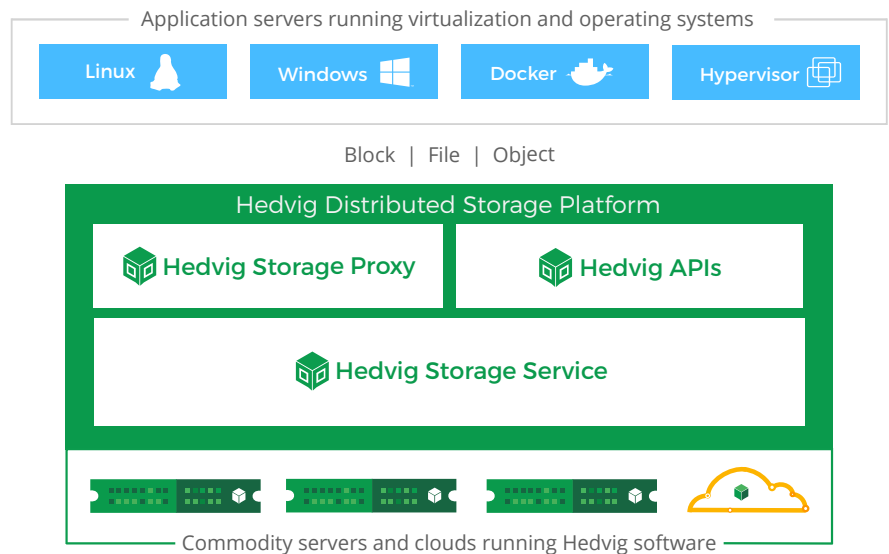 Application servers running virtualization and operating systems
Linux
Windows
Docker
Hypervisor
Block | File | Object
Hedvig Distributed Storage Platform
Hedvig Storage Proxy
Hedvig APIs
Hedvig Storage Service
Commodity servers and clouds running Hedvig software